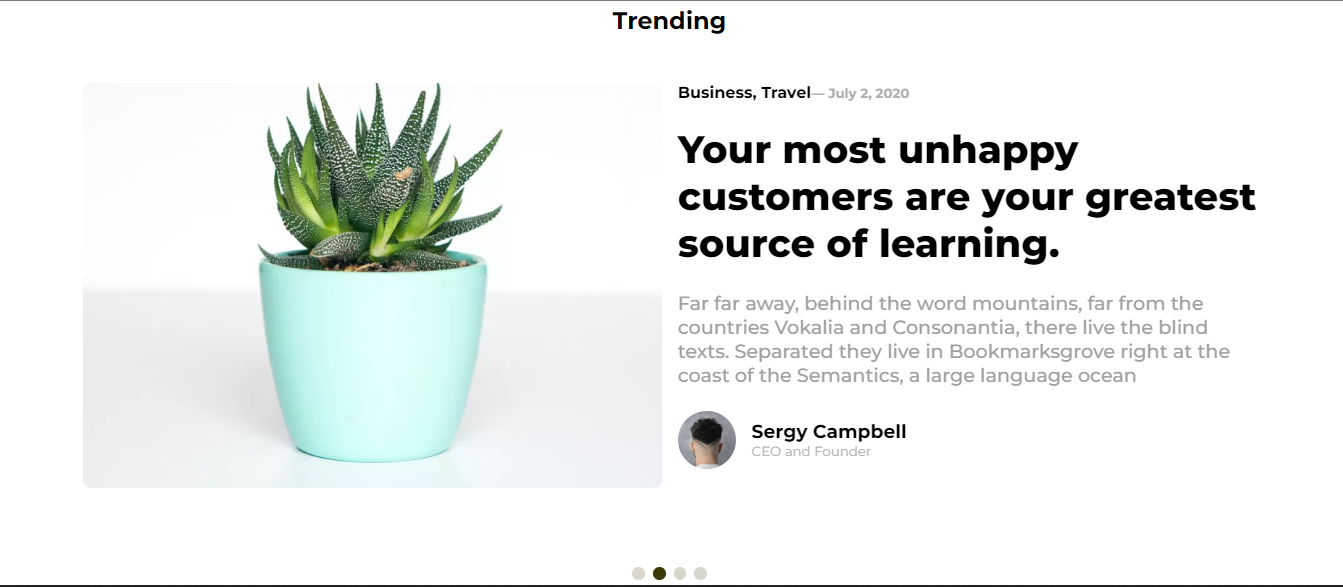 Trending
Business, Travel— July 2, 2020
Your most unhappy
customers are your greatest
source of learning.
Far far away, behind the word mountains, far from the
countries Vokalia and Consonantia, there live the blind
texts. Separated they live in Bookmarksgrove right at the
coast of the Semantics, a large language ocean
Sergy Campbell
CEO and Founder